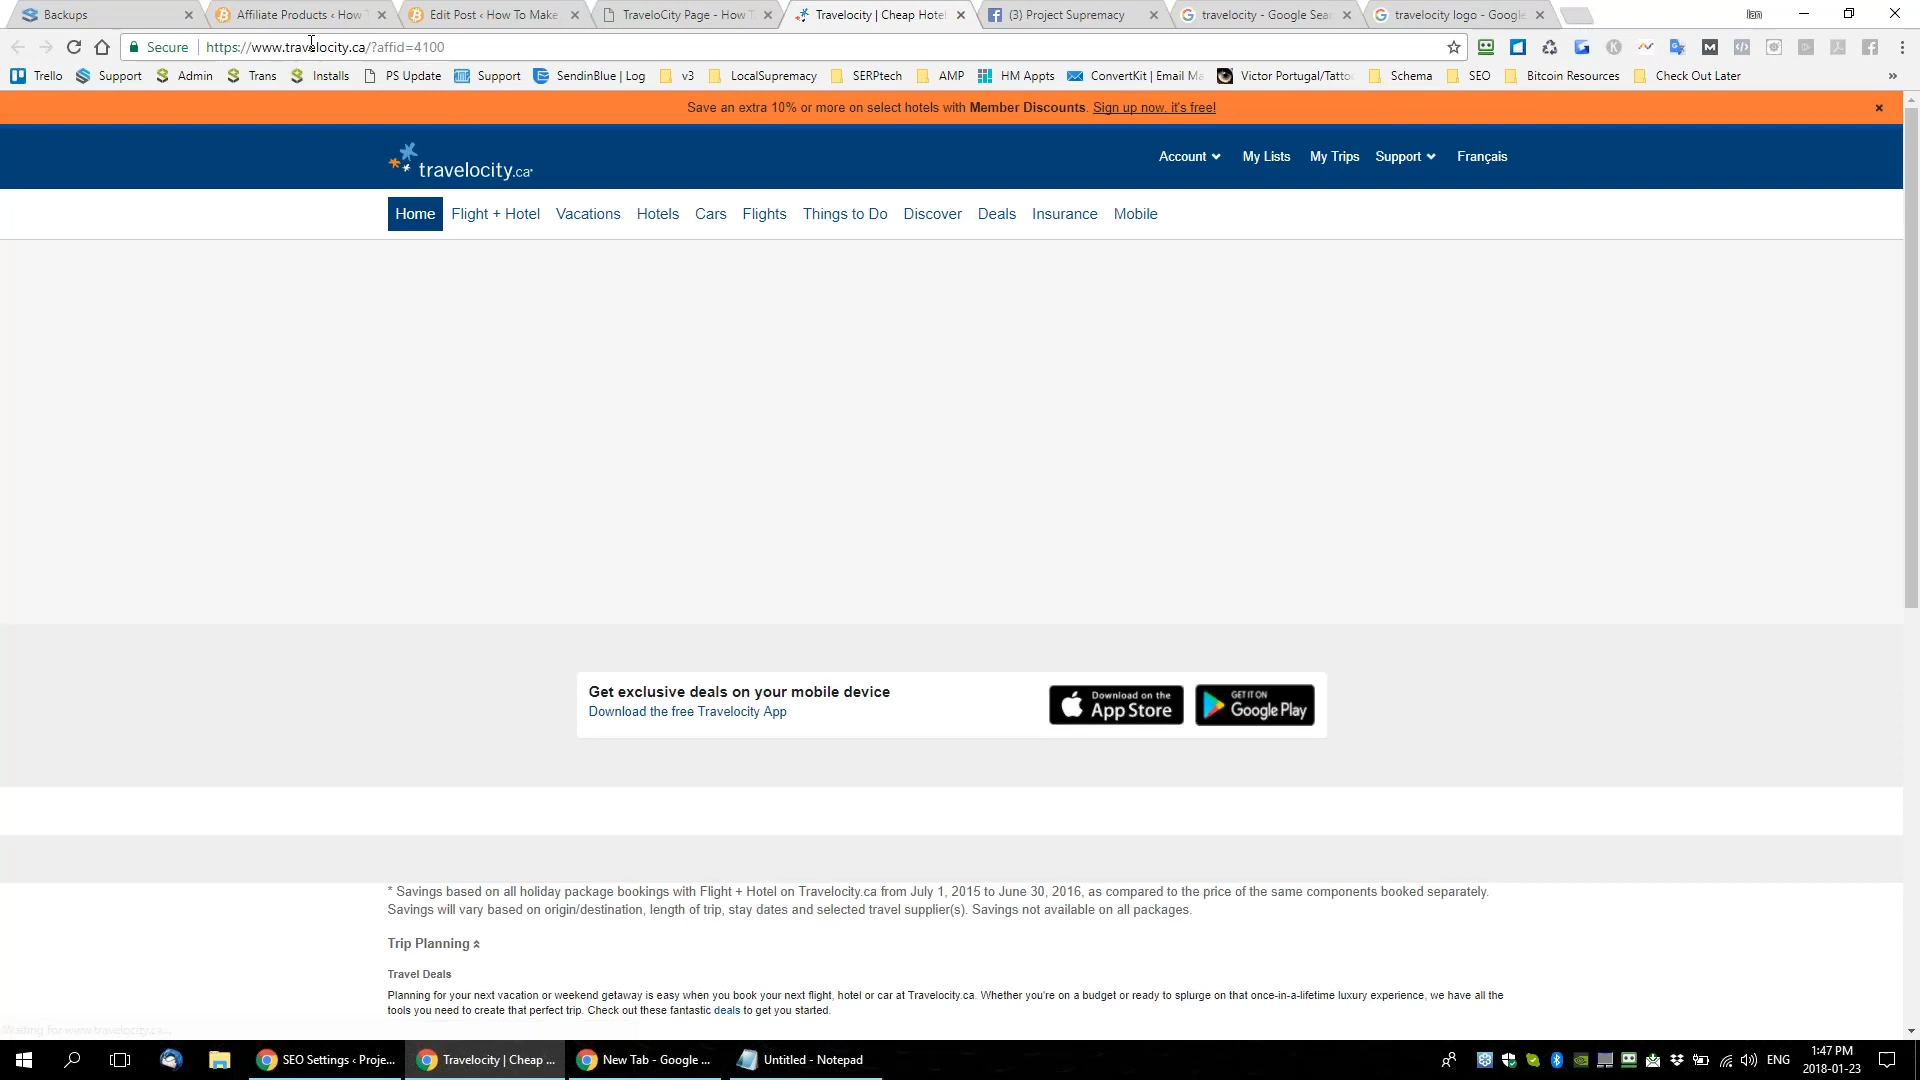 Backups
Affiliate Products ‹ How T
Edit Post ‹ How To Make
TraveloCity Page - How T
Travelocity | Cheap Hotel
(3) Project Supremacy
travelocity - Google Sear
travelocity logo - Google
Ian
Secure
https://www.travelocity.ca/?affid=4100
Trello
Support
Admin
Trans
Installs
PS Update
Support
SendinBlue | Log
v3
LocalSupremacy
SERPtech
AMP
HM Appts
ConvertKit | Email Ma
Victor Portugal/Tatto
Schema
SEO
Bitcoin Resources
Check Out Later
»
Save an extra 10% or more on select hotels with Member Discounts. Sign up now, it's free!
travelocity.ca
Account
My Lists
My Trips
Support
Français
Home
Flight + Hotel
Vacations
Hotels
Cars
Flights
Things to Do
Discover
Deals
Insurance
Mobile
Get exclusive deals on your mobile device
Download the free Travelocity App
Download on the
App Store
GET IT ON
Google Play
* Savings based on all holiday package bookings with Flight + Hotel on Travelocity.ca from July 1, 2015 to June 30, 2016, as compared to the price of the same components booked separately.
Savings will vary based on origin/destination, length of trip, stay dates and selected travel supplier(s). Savings not available on all packages.
Trip Planning
Travel Deals
Planning for your next vacation or weekend getaway is easy when you book your next flight, hotel or car at Travelocity.ca. Whether you're on a budget or ready to splurge on that once-in-a-lifetime luxury experience, we have all the
tools you need to create that perfect trip. Check out these fantastic deals to get you started.
Waiting for www.travelocity.ca...
SEO Settings ‹ Proje...
Travelocity | Cheap ...
New Tab - Google ...
Untitled - Notepad
ENG
1:47 PM
2018-01-23